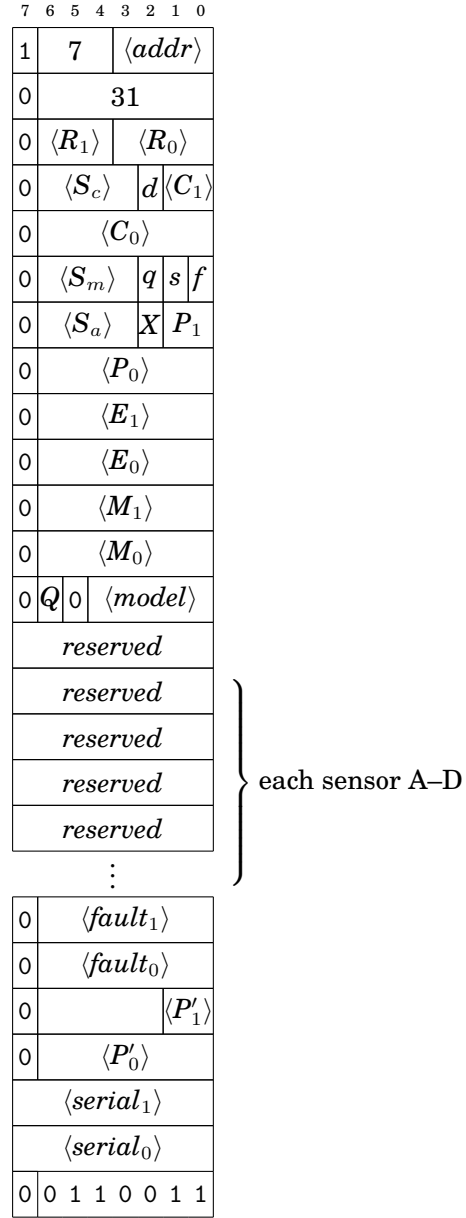 7 6 5 4 3 2 1 0
1 7 ⟨addr⟩
0 31
0 ⟨R₁⟩ ⟨R₀⟩
0 ⟨S_c⟩ d ⟨C₁⟩
0 ⟨C₀⟩
0 ⟨S_m⟩ q s f
0 ⟨S_a⟩ X P₁
0 ⟨P₀⟩
0 ⟨E₁⟩
0 ⟨E₀⟩
0 ⟨M₁⟩
0 ⟨M₀⟩
0 Q 0 ⟨model⟩
reserved
reserved
reserved
reserved
reserved
each sensor A–D
⋮
0 ⟨fault₁⟩
0 ⟨fault₀⟩
0 ⟨P′₁⟩
0 ⟨P′₀⟩
⟨serial₁⟩
⟨serial₀⟩
0 0 1 1 0 0 1 1